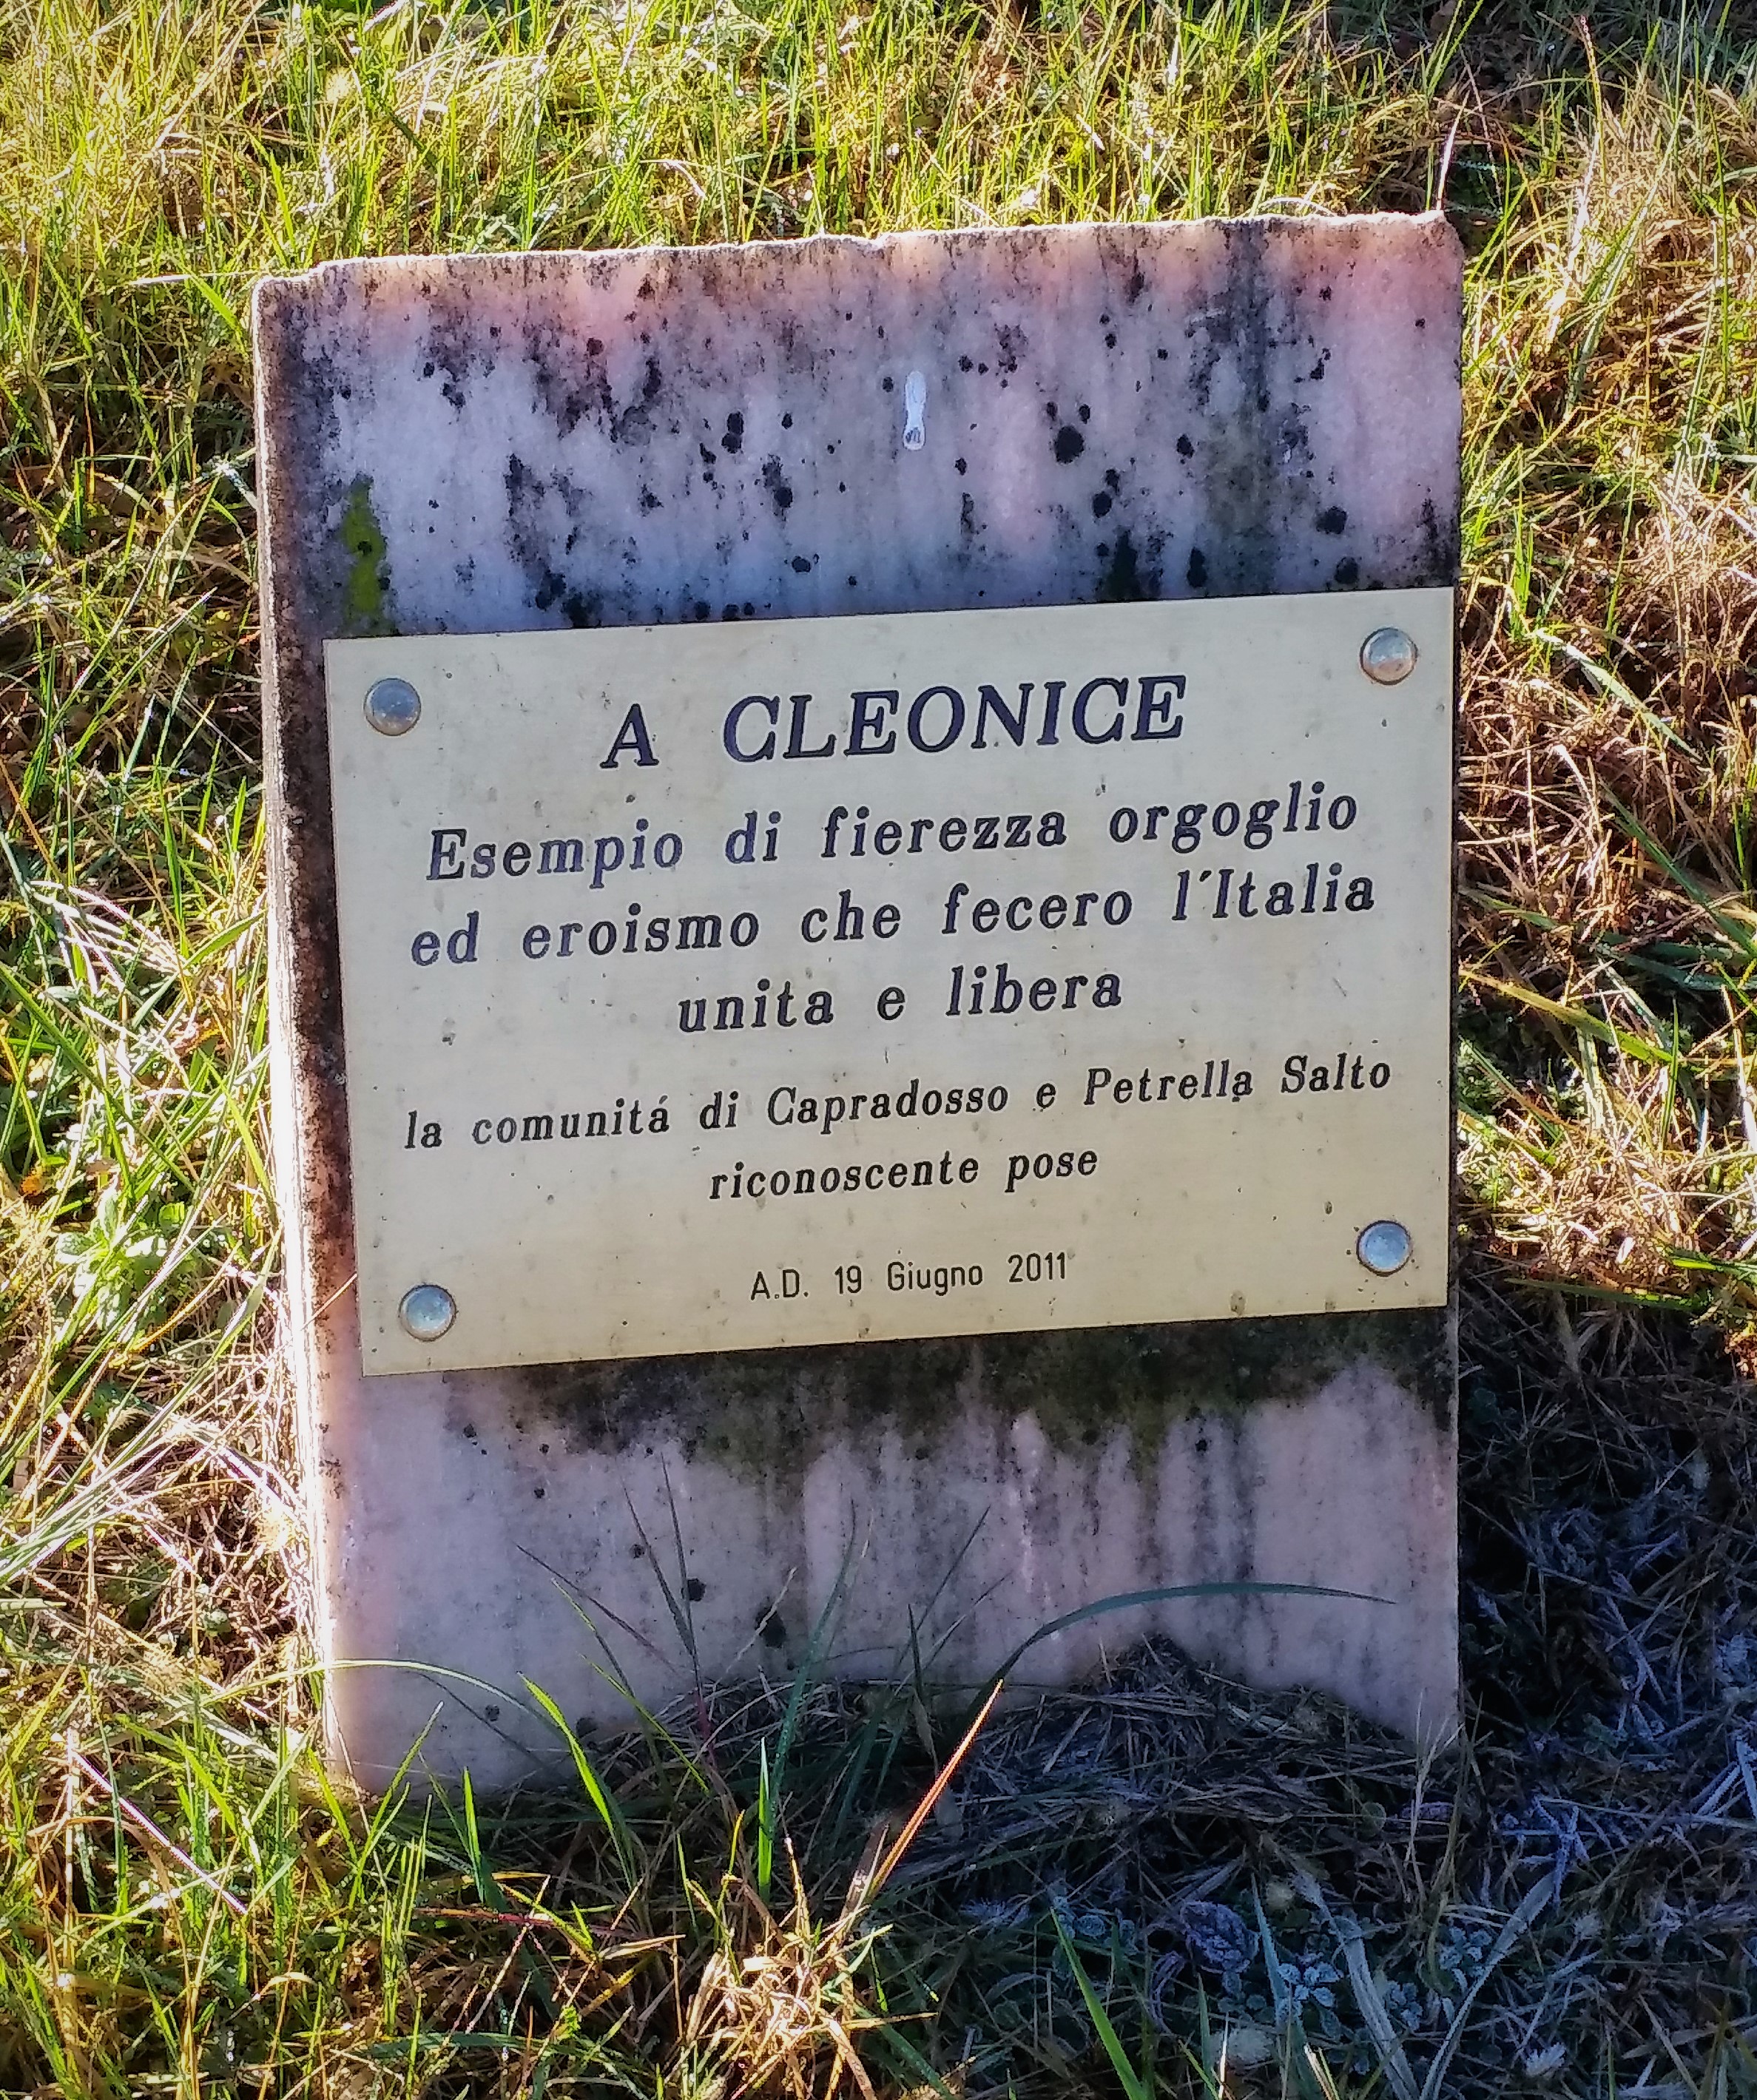 A CLEONICE
Esempio di fierezza orgoglio
ed eroismo che fecero l´Italia
unita e libera
la comunitá di Capradosso e Petrella Salto
riconoscente pose
A.D. 19 Giugno 2011